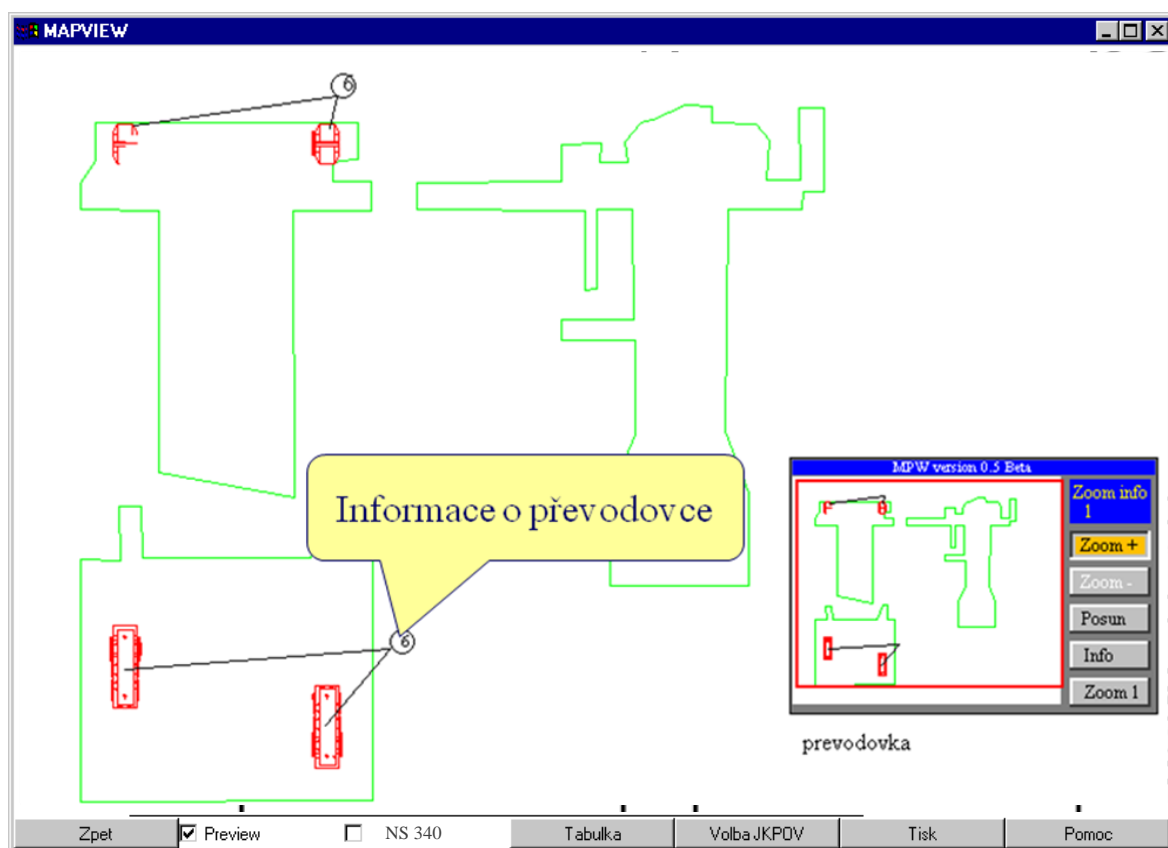 MAPVIEW
6
Informace o převodovce
6
MPW version 0.5 Beta
Zoom info
1
Zoom +
Zoom -
Posun
Info
Zoom 1
prevodovka
Zpet
Preview
NS 340
Tabulka
Volba JKPOV
Tisk
Pomoc